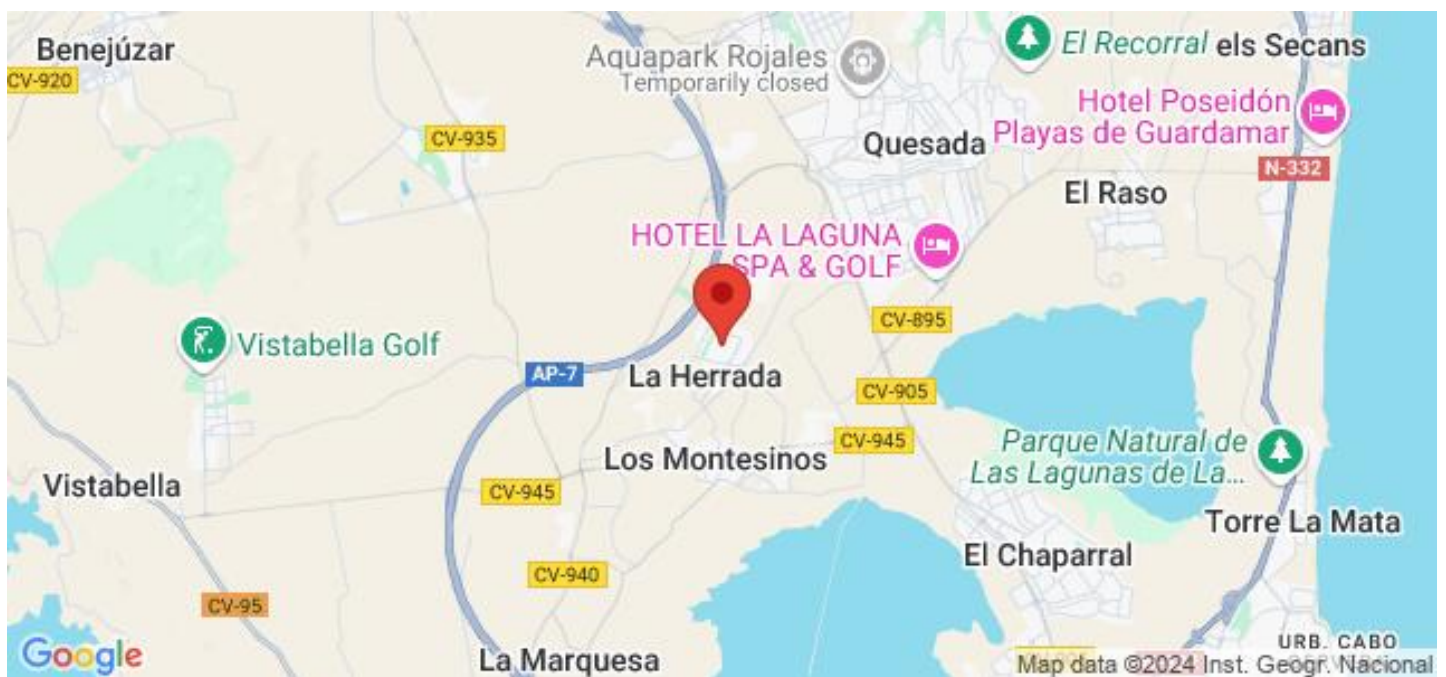 Benejúzar
CV-920
CV-935
Aquapark Rojales
Temporarily closed
El Recorral
els Secans
Hotel Poseidón
Playas de Guardamar
Quesada
N-332
El Raso
HOTEL LA LAGUNA
SPA & GOLF
CV-895
Vistabella Golf
AP-7
La Herrada
CV-905
CV-945
Los Montesinos
Parque Natural de
Las Lagunas de La...
Vistabella
CV-945
Torre La Mata
El Chaparral
CV-940
CV-95
URB. CABO
Google
La Marquesa
Map data ©2024 Inst. Geogr. Nacional